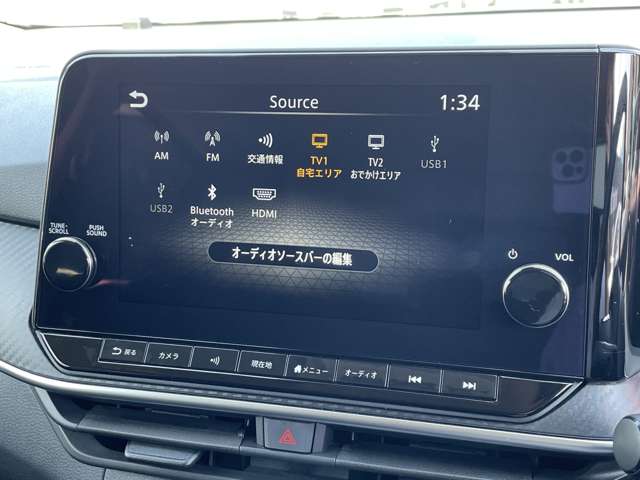 Source
1:34
AM
FM
交通情報
TV1
自宅エリア
TV2
おでかけエリア
USB1
USB2
Bluetooth
オーディオ
HDMI
オーディオソースバーの編集
TUNE・
SCROLL
PUSH
SOUND
VOL
戻る
カメラ
現在地
メニュー
オーディオ